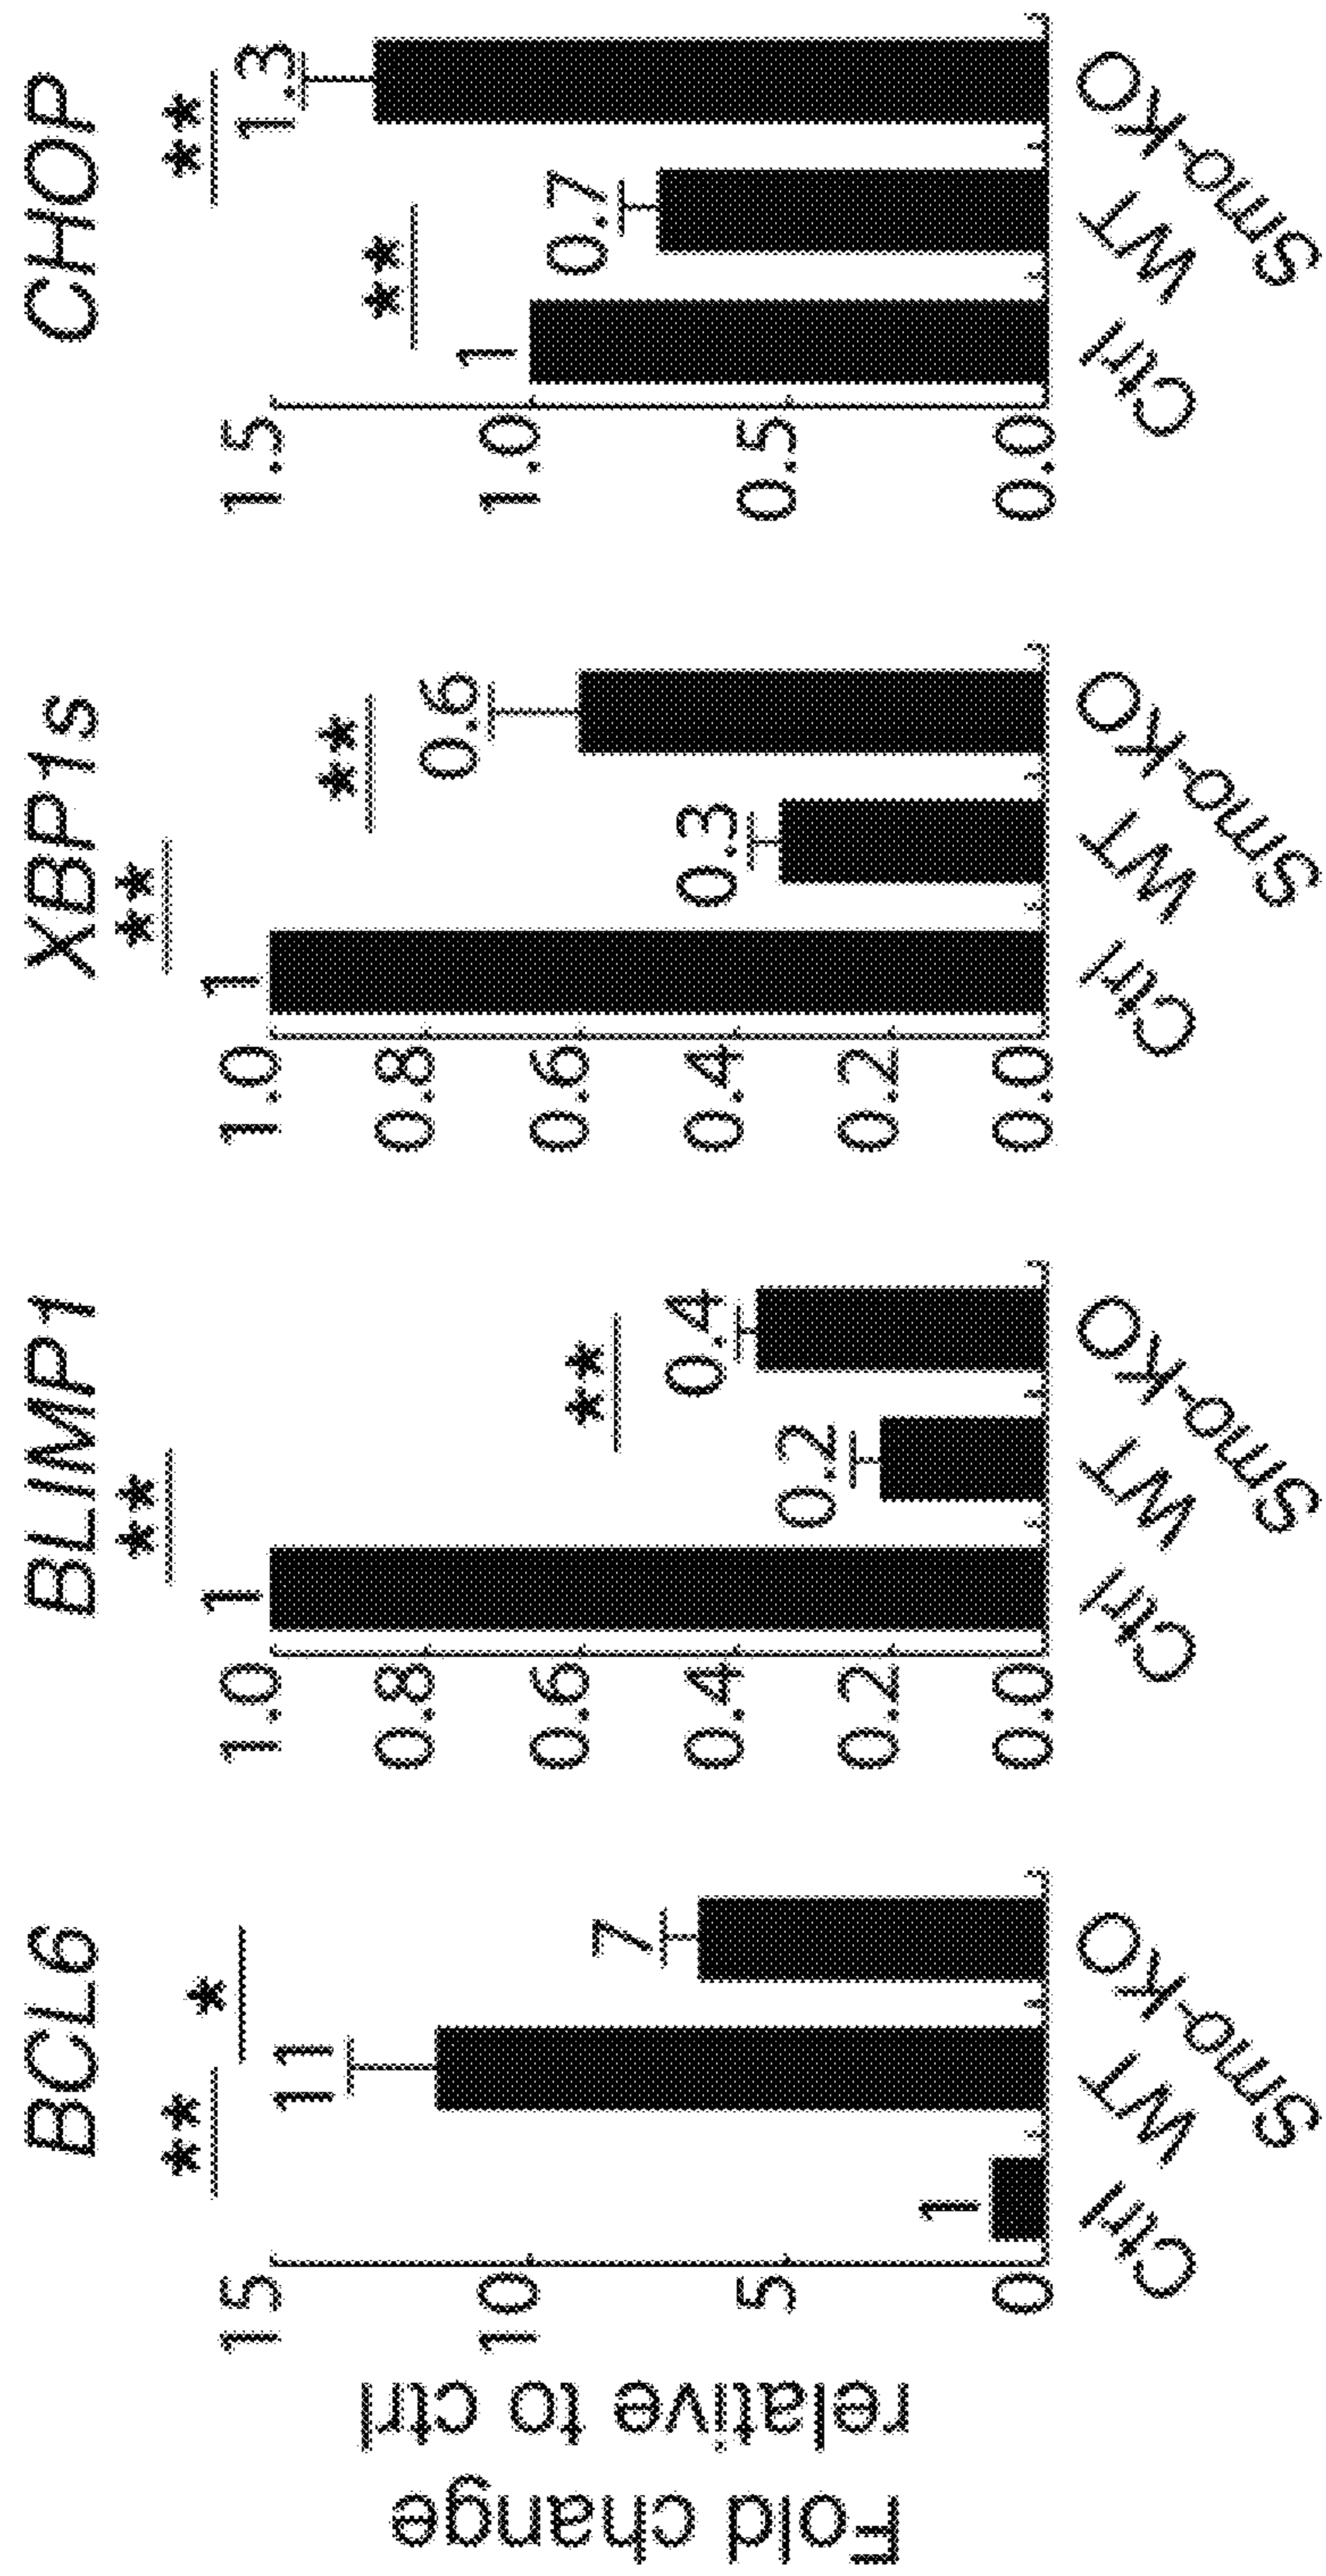 Fold change
relative to ctrl
BCL6
**
*
15
10
5
0
1
11
7
Ctrl
WT
Smo-KO
BLIMP1
**
**
1.0
0.8
0.6
0.4
0.2
0.0
1
0.2
0.4
Ctrl
WT
Smo-KO
XBP1s
**
**
1.0
0.8
0.6
0.4
0.2
0.0
1
0.3
0.6
Ctrl
WT
Smo-KO
CHOP
**
**
1.5
1.0
0.5
0.0
1
0.7
1.3
Ctrl
WT
Smo-KO